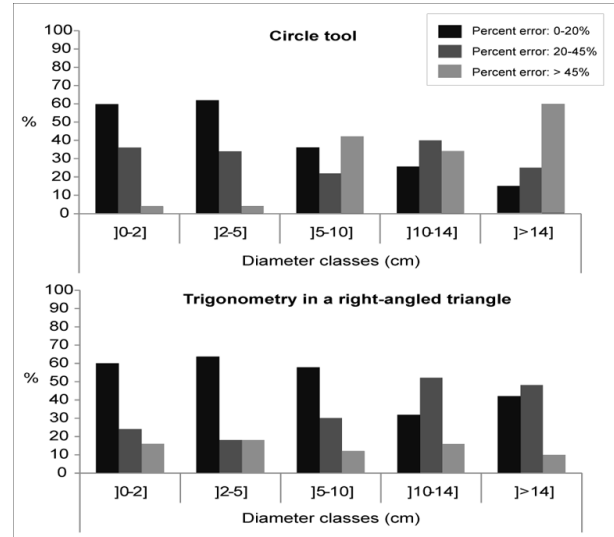 Circle tool
Percent error: 0-20%
Percent error: 20-45%
Percent error: > 45%
100
90
80
70
60
%
50
40
30
20
10
0
]0-2] ]2-5] ]5-10] ]10-14] ]>14]
Diameter classes (cm)
Trigonometry in a right-angled triangle
100
90
80
70
60
%
50
40
30
20
10
0
]0-2] ]2-5] ]5-10] ]10-14] ]>14]
Diameter classes (cm)